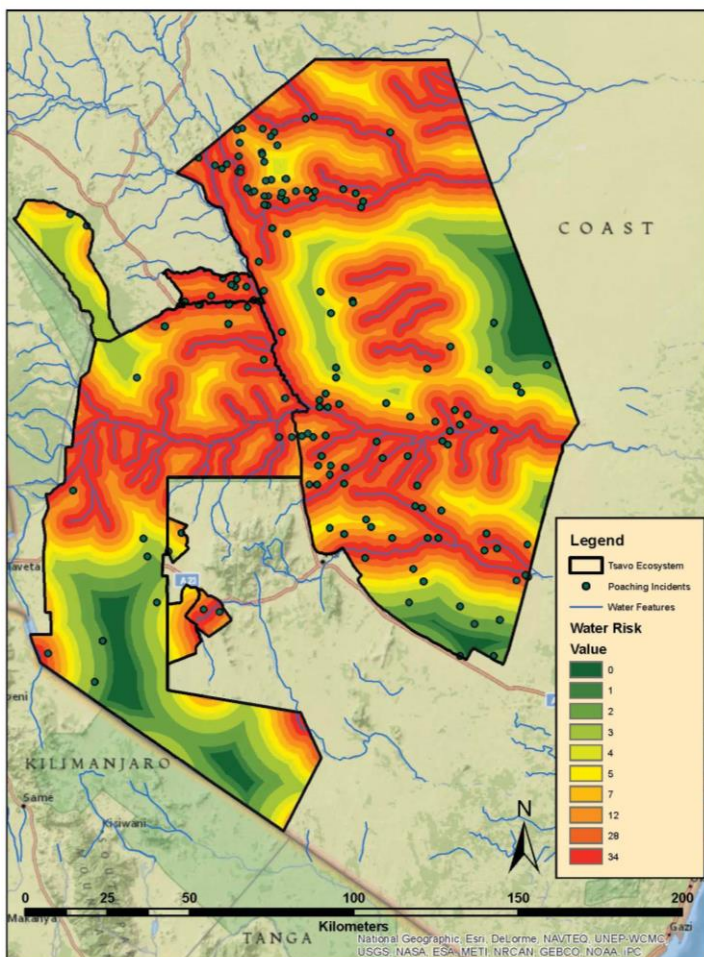 COAST
Legend
Tsavo Ecosystem
Poaching Incidents
Water Features
Water Risk
Value
0
1
2
3
4
5
7
12
28
34
A23
KILIMANJARO
Same
Kisiwani
N
0 25 50 100 150 200
Kilometers
Makanya
TANGA
Gazi
National Geographic, Esri, DeLorme, NAVTEQ, UNEP-WCMC,
USGS, NASA, ESA, METI, NRCAN, GEBCO, NOAA, iPC